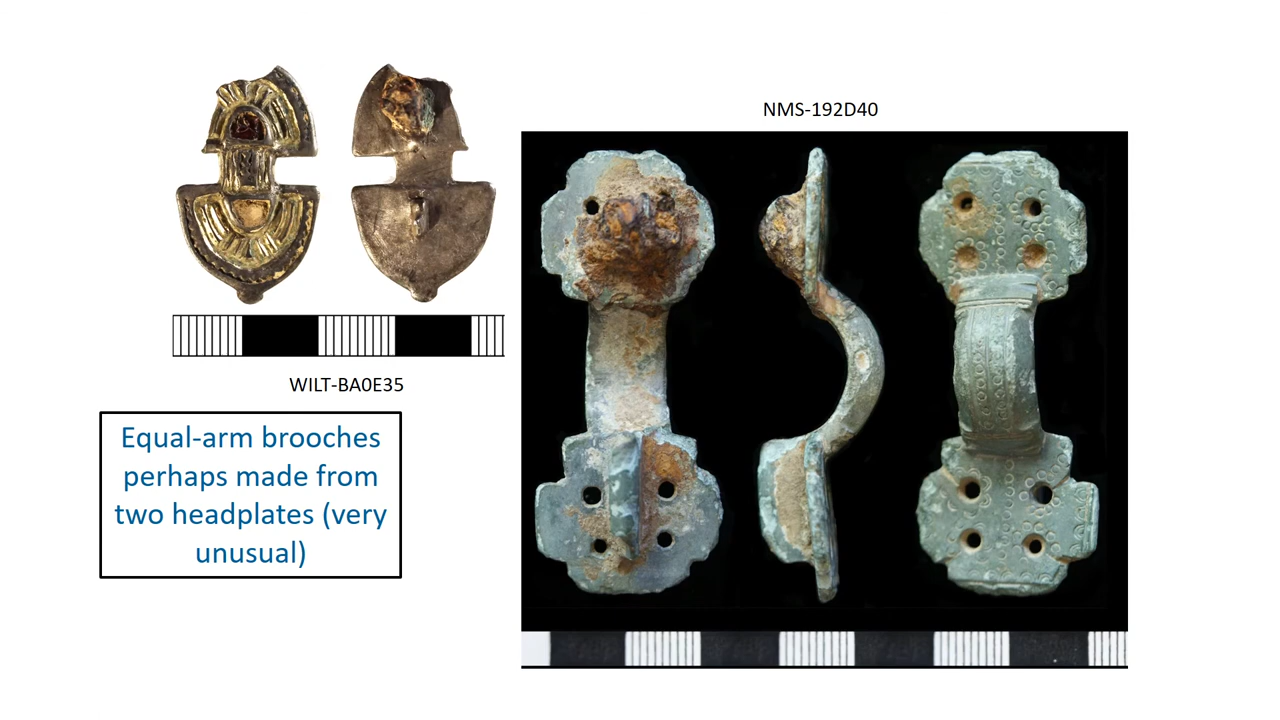 NMS-192D40
WILT-BA0E35
Equal-arm brooches
perhaps made from
two headplates (very
unusual)